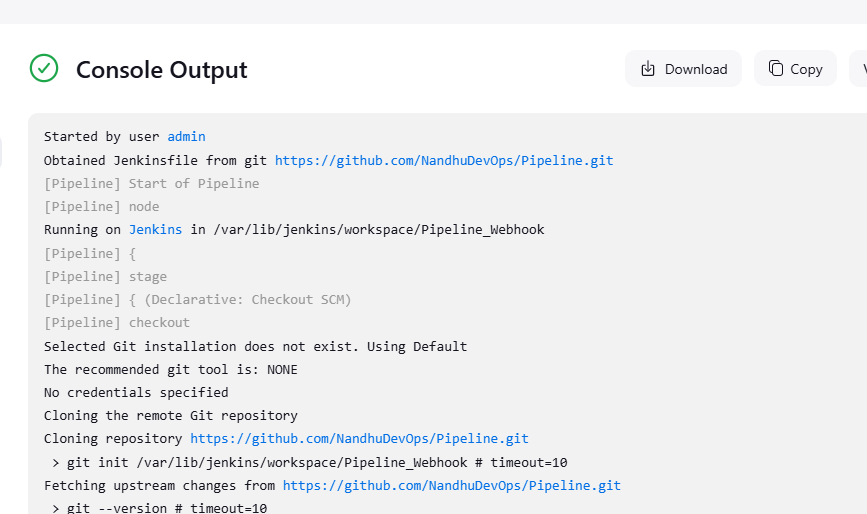 Console Output
Download
Copy
Started by user admin
Obtained Jenkinsfile from git https://github.com/NandhuDevOps/Pipeline.git
[Pipeline] Start of Pipeline
[Pipeline] node
Running on Jenkins in /var/lib/jenkins/workspace/Pipeline_Webhook
[Pipeline] {
[Pipeline] stage
[Pipeline] { (Declarative: Checkout SCM)
[Pipeline] checkout
Selected Git installation does not exist. Using Default
The recommended git tool is: NONE
No credentials specified
Cloning the remote Git repository
Cloning repository https://github.com/NandhuDevOps/Pipeline.git
 > git init /var/lib/jenkins/workspace/Pipeline_Webhook # timeout=10
Fetching upstream changes from https://github.com/NandhuDevOps/Pipeline.git
 > git --version # timeout=10